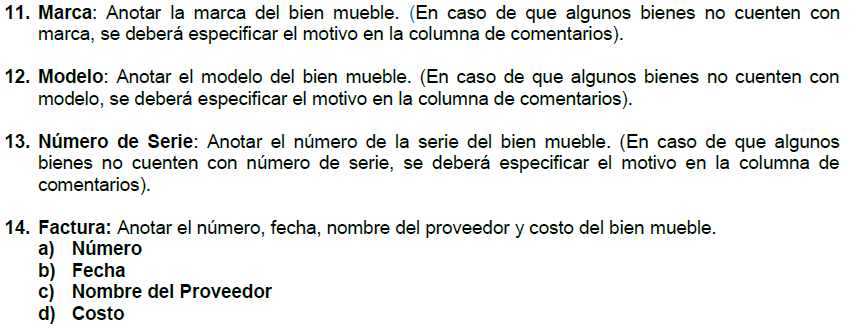 11. Marca: Anotar la marca del bien mueble. (En caso de que algunos bienes no cuenten con
marca, se deberá especificar el motivo en la columna de comentarios).
12. Modelo: Anotar el modelo del bien mueble. (En caso de que algunos bienes no cuenten con
modelo, se deberá especificar el motivo en la columna de comentarios).
13. Número de Serie: Anotar el número de la serie del bien mueble. (En caso de que algunos
bienes no cuenten con número de serie, se deberá especificar el motivo en la columna de
comentarios).
14. Factura: Anotar el número, fecha, nombre del proveedor y costo del bien mueble.
a) Número
b) Fecha
c) Nombre del Proveedor
d) Costo